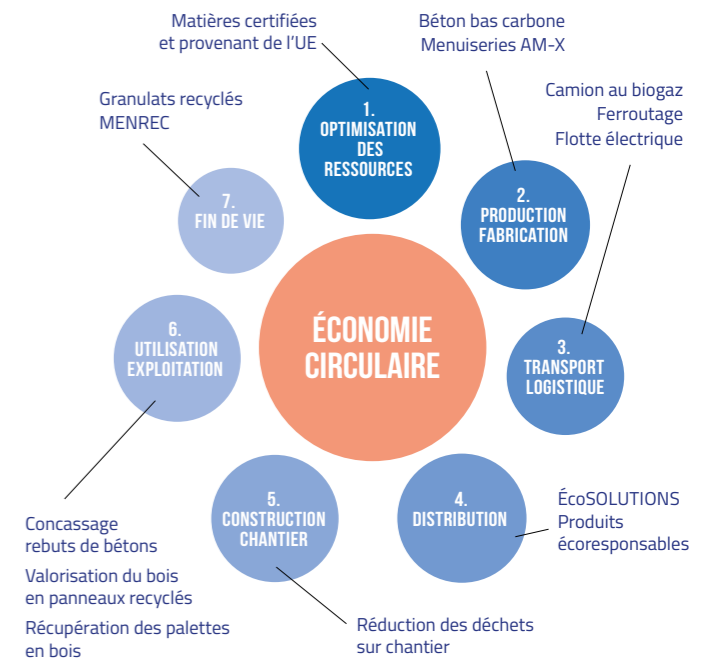 Matières certifiées
et provenant de l'UE
Béton bas carbone
Menuiseries AM-X
Camion au biogaz
Ferroutage
Flotte électrique
Granulats recyclés
MENREC
1.
OPTIMISATION
DES
RESSOURCES
2.
PRODUCTION
FABRICATION
3.
TRANSPORT
LOGISTIQUE
4.
DISTRIBUTION
5.
CONSTRUCTION
CHANTIER
6.
UTILISATION
EXPLOITATION
7.
FIN DE VIE
ÉCONOMIE
CIRCULAIRE
ÉcoSOLUTIONS
Produits
écoresponsables
Réduction des déchets
sur chantier
Concassage
rebuts de bétons
Valorisation du bois
en panneaux recyclés
Récupération des palettes
en bois